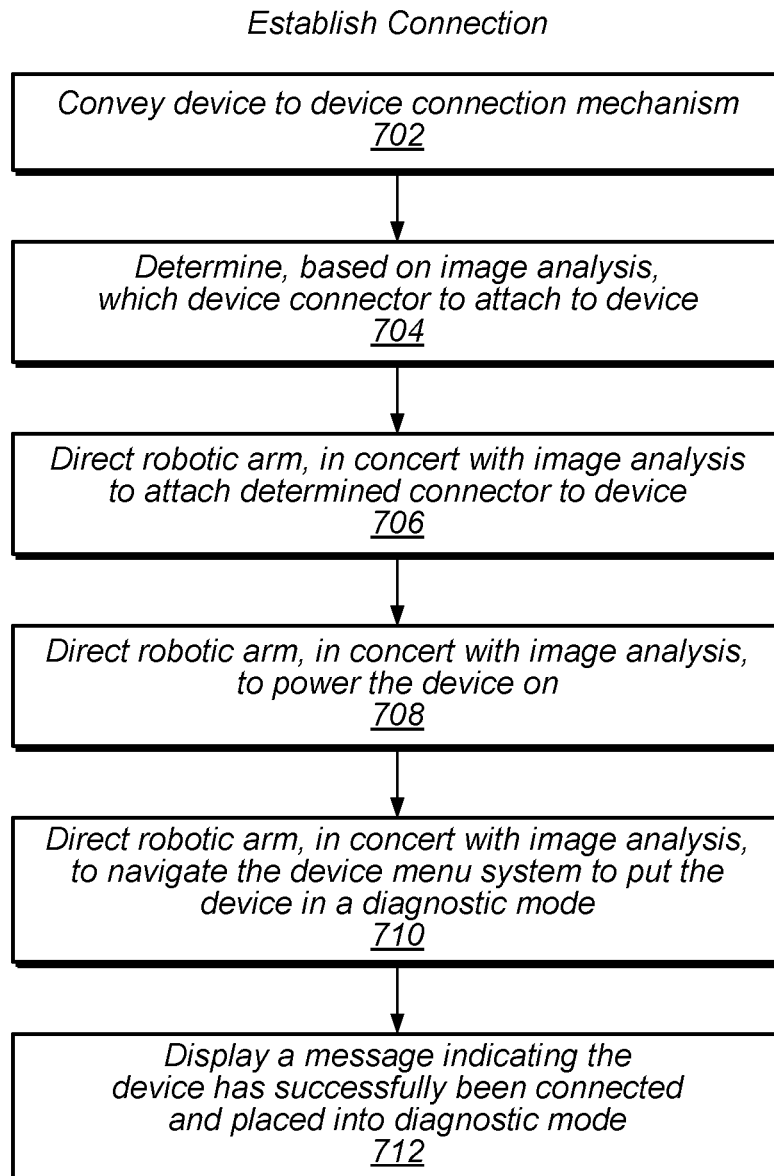 Establish Connection
Convey device to device connection mechanism
702
Determine, based on image analysis,
which device connector to attach to device
704
Direct robotic arm, in concert with image analysis
to attach determined connector to device
706
Direct robotic arm, in concert with image analysis,
to power the device on
708
Direct robotic arm, in concert with image analysis,
to navigate the device menu system to put the
device in a diagnostic mode
710
Display a message indicating the
device has successfully been connected
and placed into diagnostic mode
712